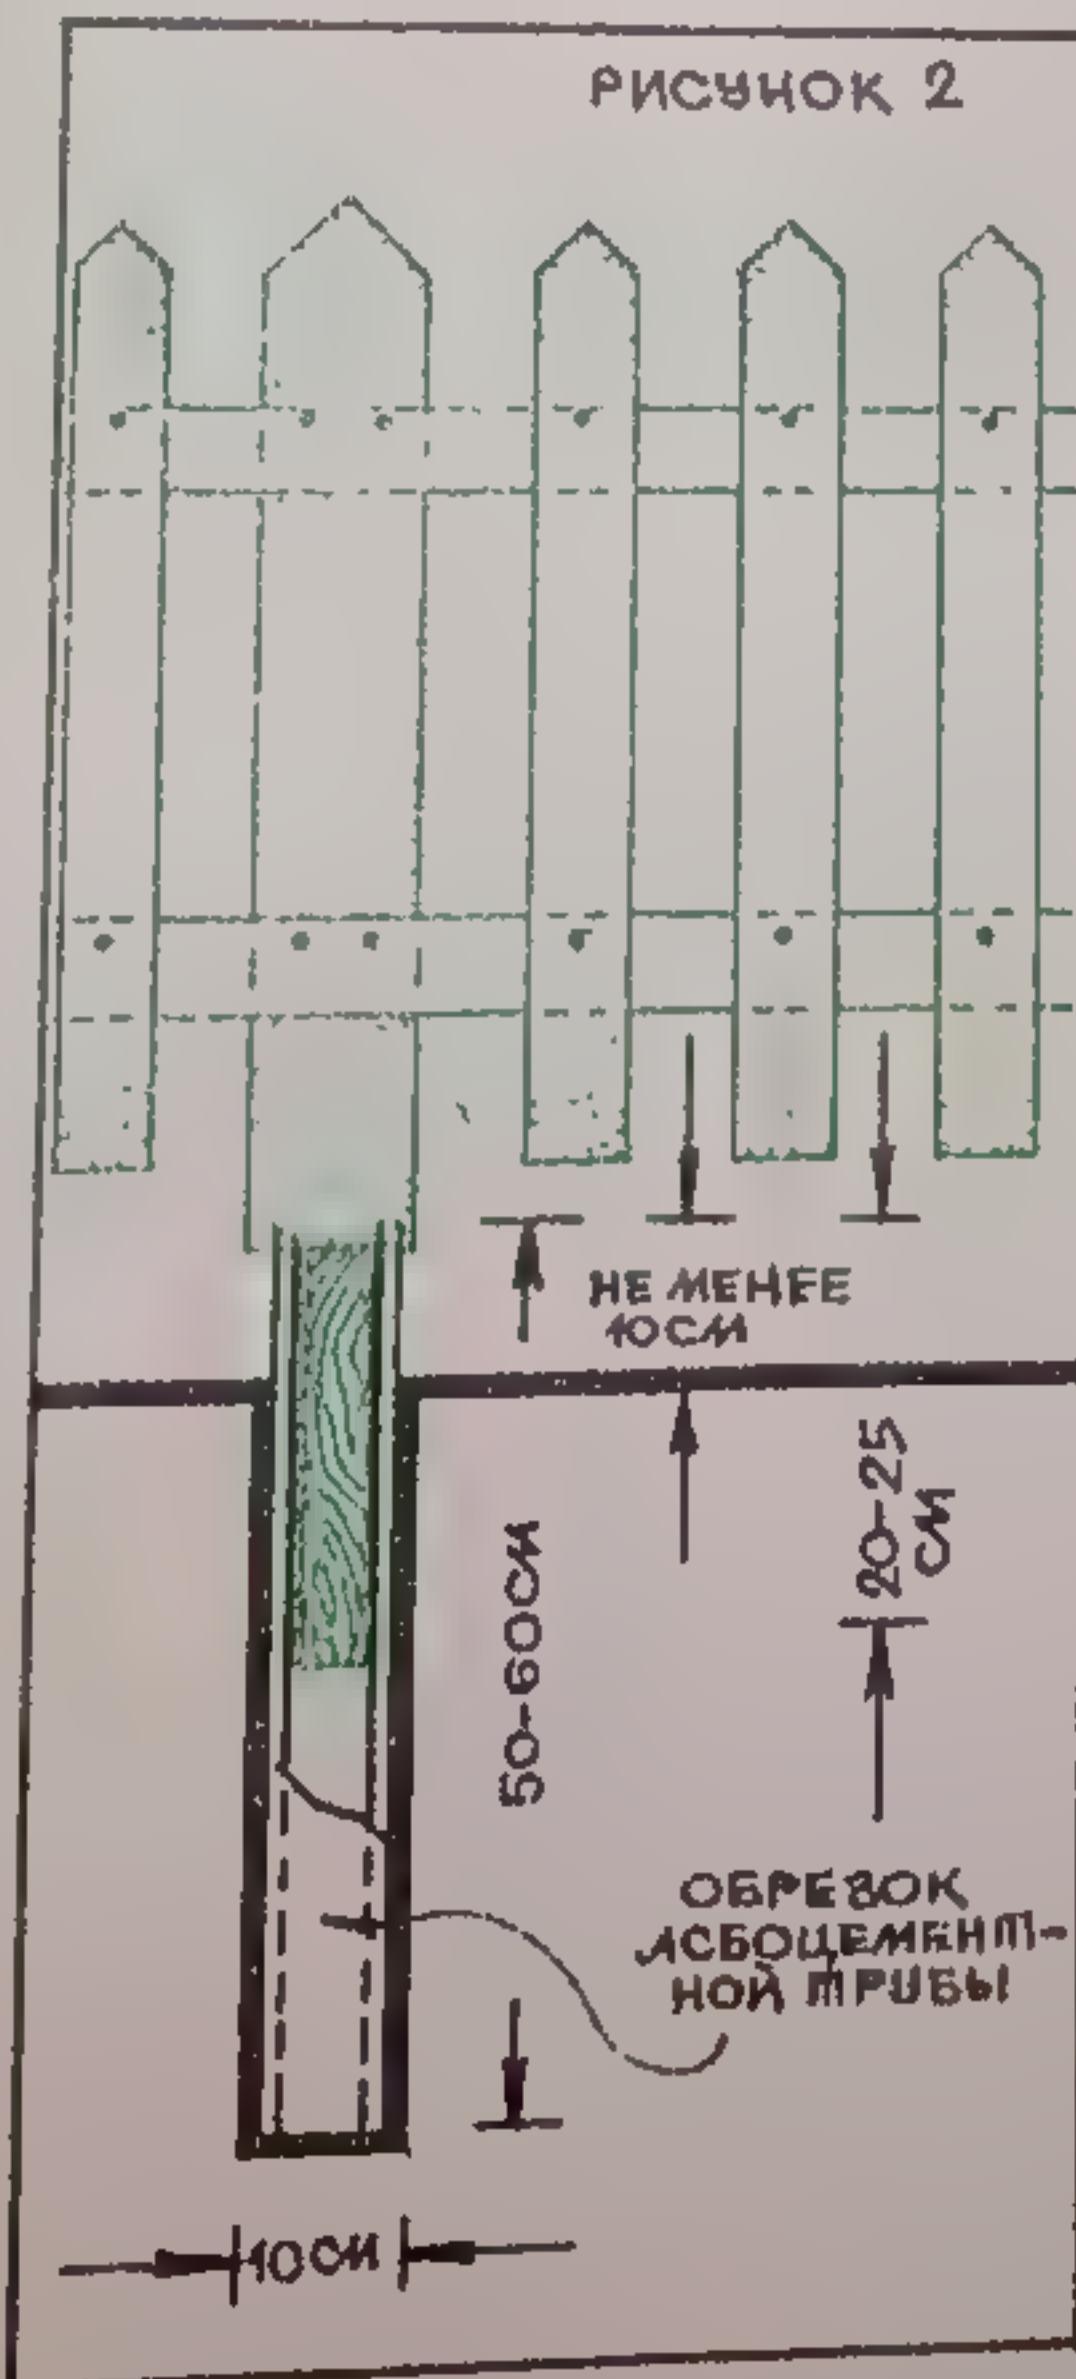 РИСУНОК 2
НЕ МЕНЕЕ
10СМ
20-25
СМ
50-60СМ
ОБРЕЗОК
АСБОЦЕМЕНТ-
НОЙ ТРУБЫ
10СМ